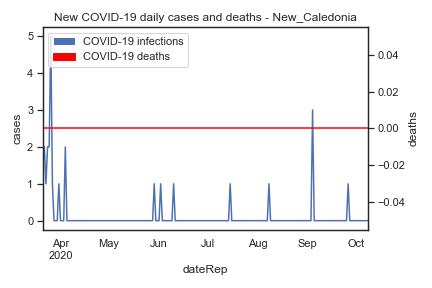 New COVID-19 daily cases and deaths - New_Caledonia
COVID-19 infections
COVID-19 deaths
5
4
3
2
1
0
cases
0.04
0.02
0.00
−0.02
−0.04
deaths
Apr May Jun Jul Aug Sep Oct
2020
dateRep